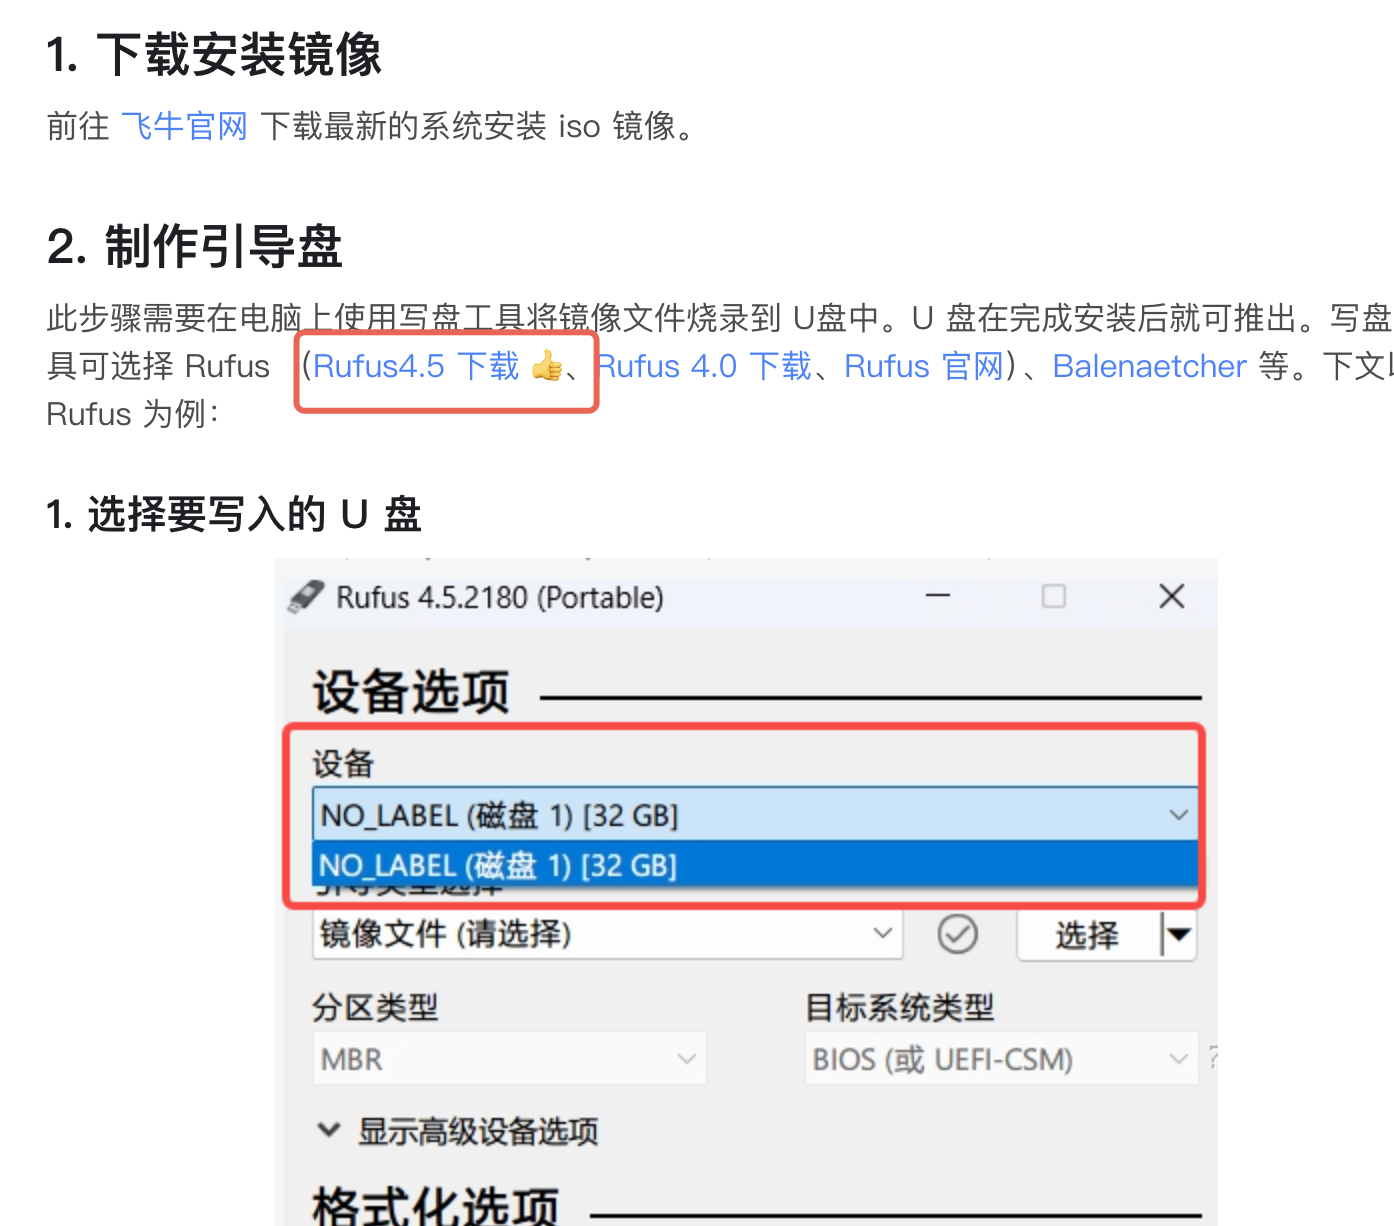 1. 下载安装镜像
前往 飞牛官网 下载最新的系统安装 iso 镜像。
2. 制作引导盘
此步骤需要在电脑上使用写盘工具将镜像文件烧录到 U盘中。U 盘在完成安装后就可推出。写盘
具可选择 Rufus （Rufus4.5 下载 👍、Rufus 4.0 下载、Rufus 官网）、Balenaetcher 等。下文以
Rufus 为例：
1. 选择要写入的 U 盘
Rufus 4.5.2180 (Portable)
设备选项
设备
NO_LABEL (磁盘 1) [32 GB]
NO_LABEL (磁盘 1) [32 GB]
引导类型选择
镜像文件 (请选择)
选择
分区类型
目标系统类型
MBR
BIOS (或 UEFI-CSM)
?
显示高级设备选项
格式化选项